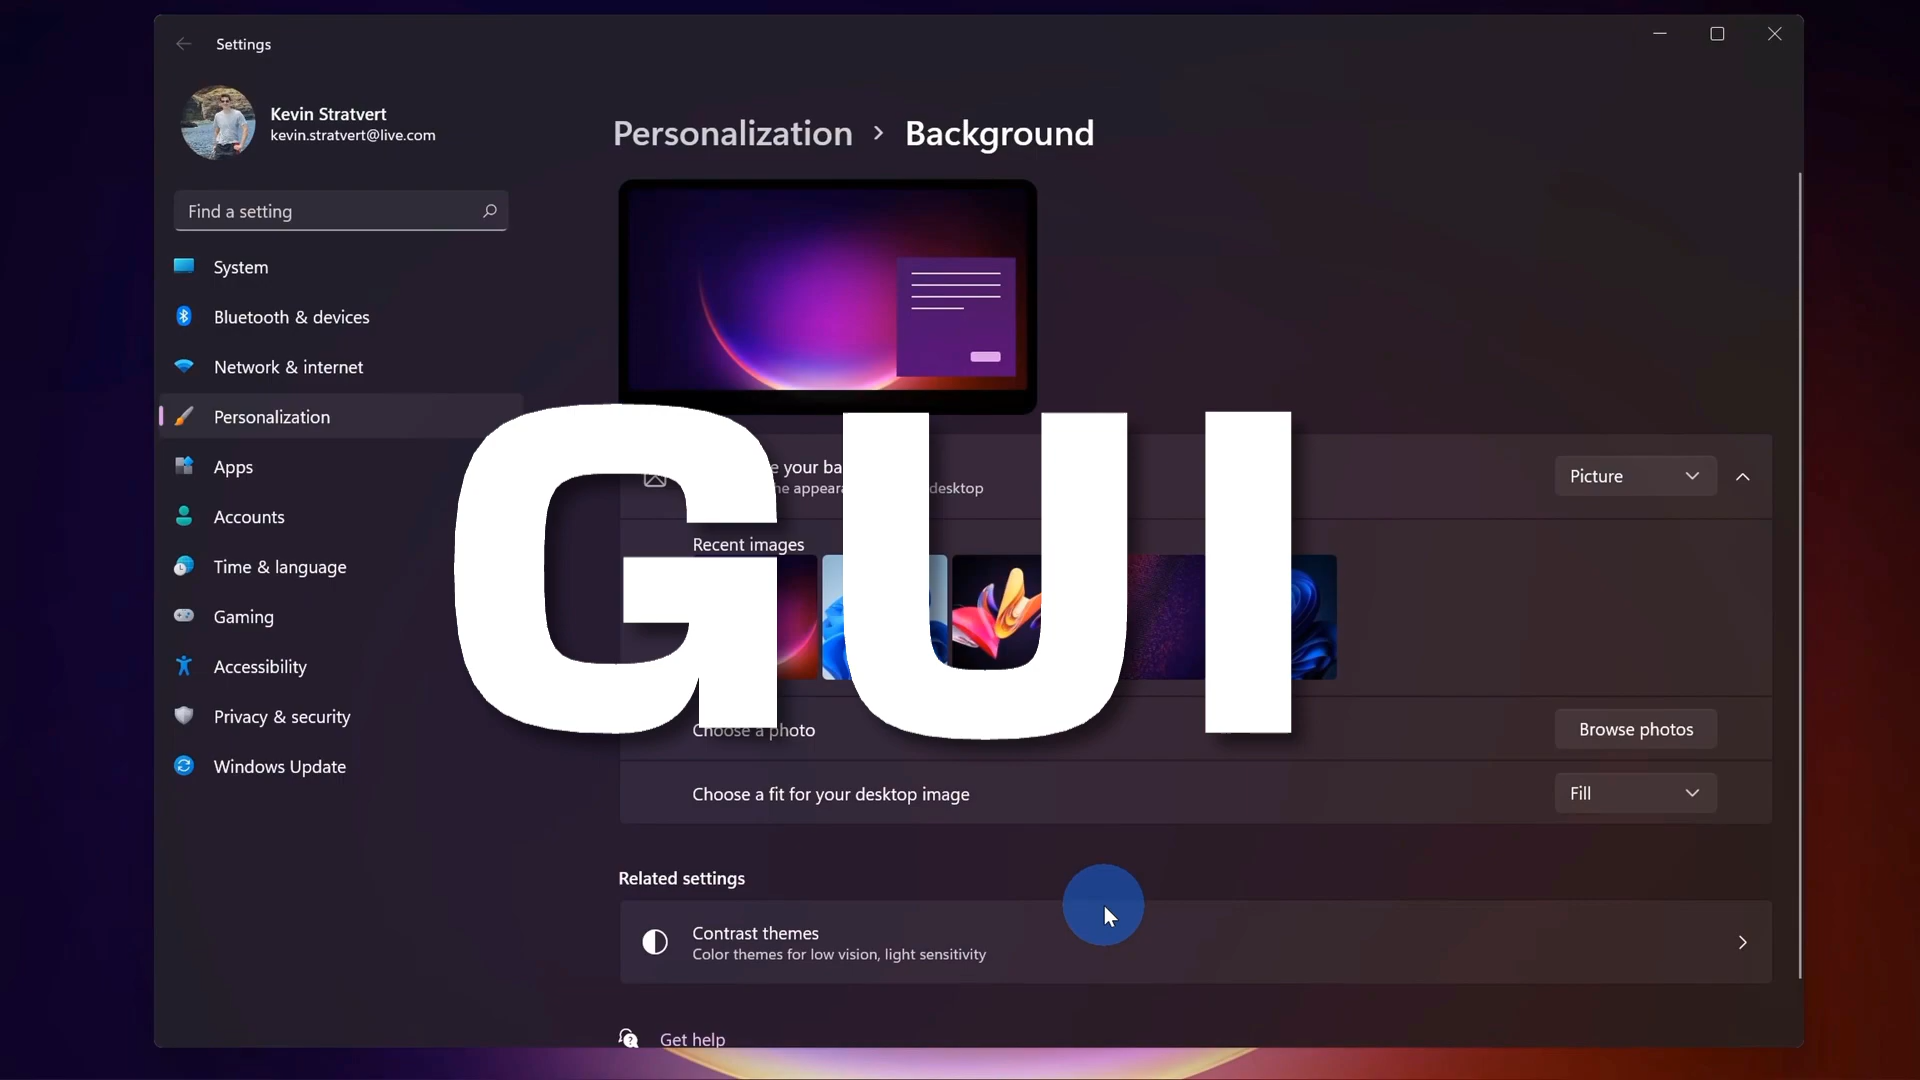 Settings
Kevin Stratvert
kevin.stratvert@live.com
Find a setting
System
Bluetooth & devices
Network & internet
Personalization
Apps
Accounts
Time & language
Gaming
Accessibility
Privacy & security
Windows Update
Personalization > Background
e your ba
desktop
Picture
GUI
Recent images
Choose a photo
Browse photos
Choose a fit for your desktop image
Fill
Related settings
Contrast themes
Color themes for low vision, light sensitivity
Get help